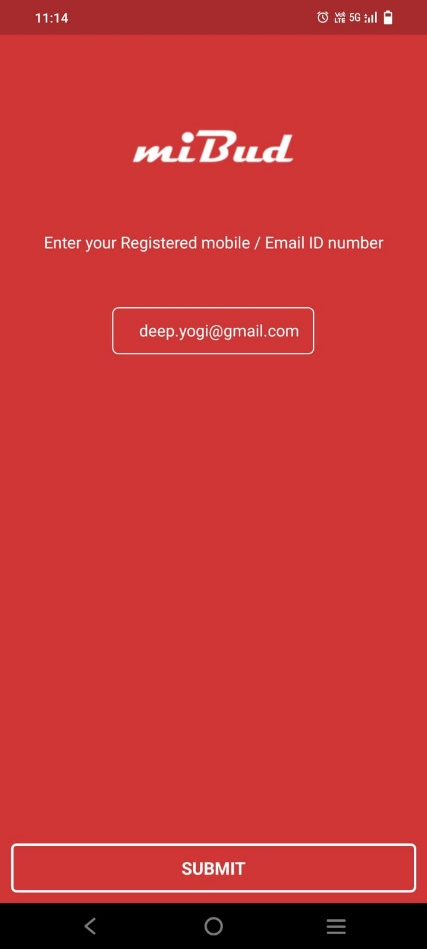 11:14
5G
miBud
Enter your Registered mobile / Email ID number
deep.yogi@gmail.com
SUBMIT